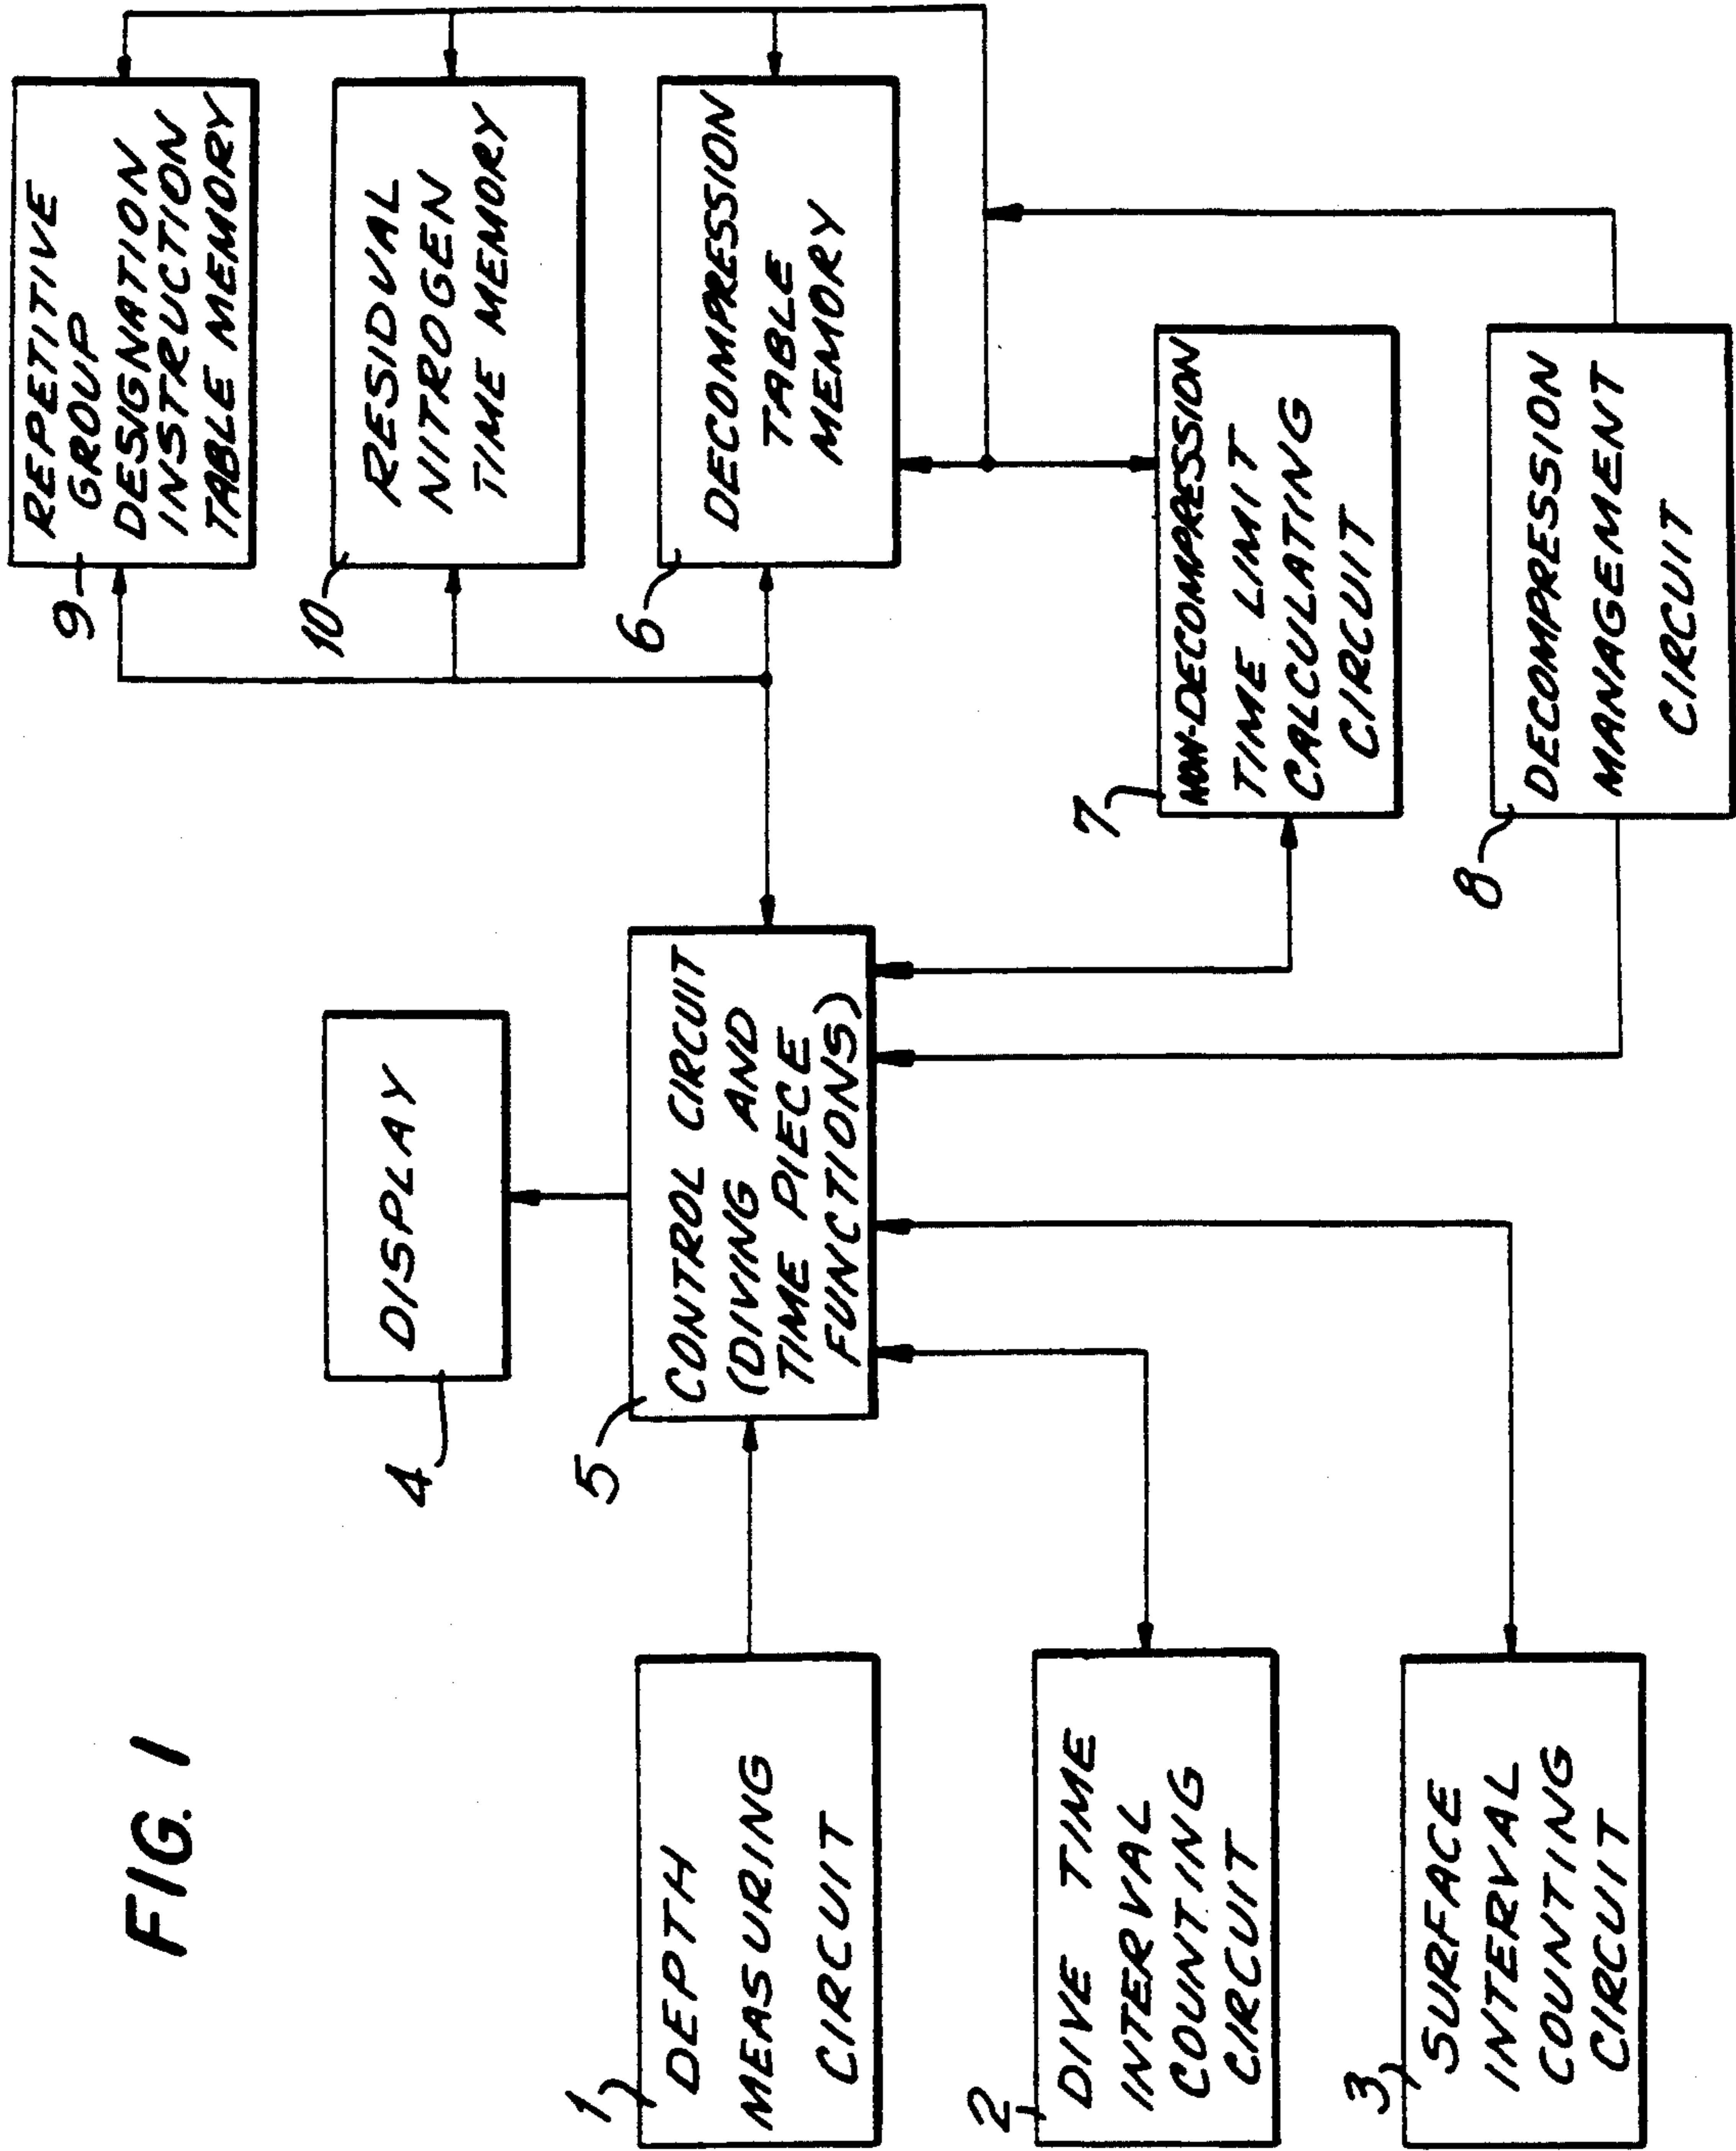 FIG. 1
1
DEPTH
MEASURING
CIRCUIT
2
DIVE TIME
INTERVAL
COUNTING
CIRCUIT
3
SURFACE
INTERVAL
COUNTING
CIRCUIT
4
DISPLAY
5
CONTROL CIRCUIT
(DIVING AND
TIME PIECE
FUNCTIONS)
9
REPETITIVE
GROUP
DESIGNATION
INSTRUCTION
TABLE MEMORY
10
RESIDUAL
NITROGEN
TIME MEMORY
6
DECOMPRESSION
TABLE
MEMORY
7
NON-DECOMPRESSION
TIME LIMIT
CALCULATING
CIRCUIT
8
DECOMPRESSION
MANAGEMENT
CIRCUIT